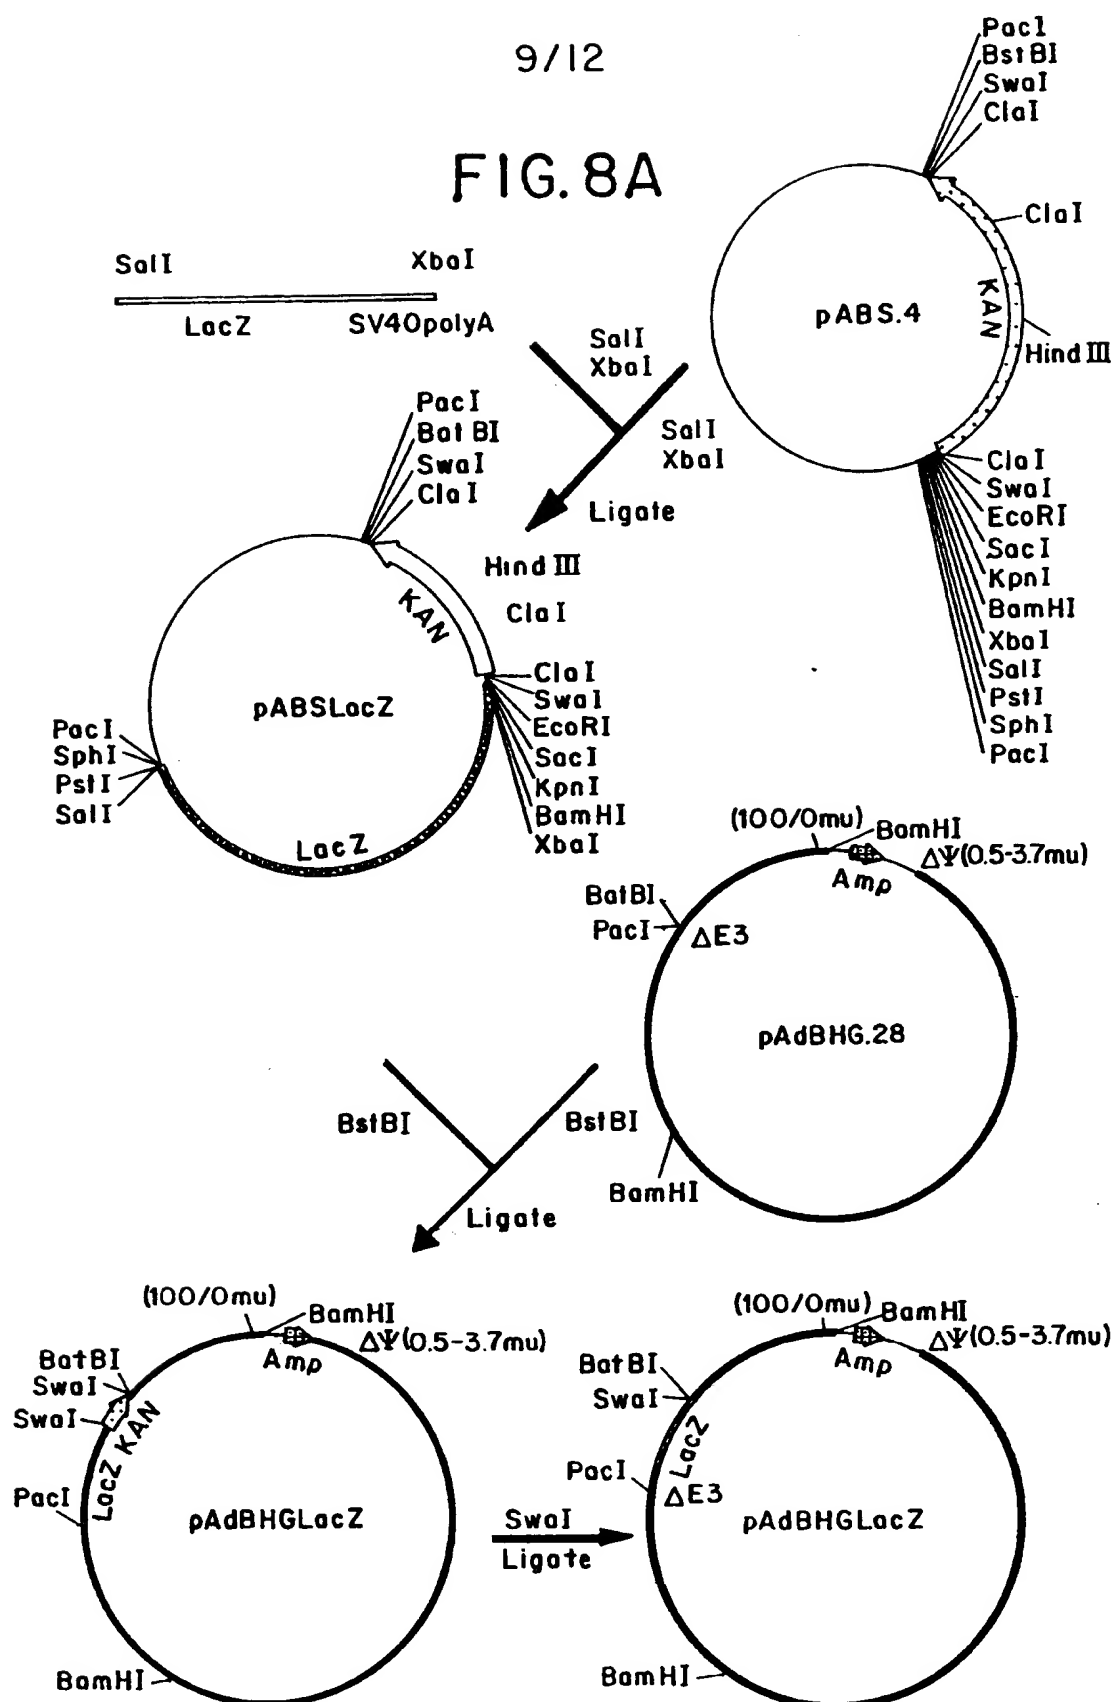 9/12
FIG. 8A
PacI
BstBI
SwaI
ClaI
ClaI
KAN
pABS.4
Hind III
ClaI
SwaI
EcoRI
SacI
KpnI
BamHI
XbaI
SalI
PstI
SphI
PacI
SalI
XbaI
LacZ
SV40polyA
SalI
XbaI
SalI
XbaI
Ligate
PacI
Bat BI
SwaI
ClaI
Hind III
KAN
ClaI
pABSLacZ
ClaI
SwaI
EcoRI
SacI
KpnI
BamHI
XbaI
PacI
SphI
PstI
SalI
LacZ
(100/0mu)
BamHI
Amp
ΔΨ(0.5-3.7mu)
BatBI
PacI
ΔE3
pAdBHG.28
BamHI
BstBI
BstBI
Ligate
(100/0mu)
BamHI
Amp
ΔΨ(0.5-3.7mu)
BatBI
SwaI
SwaI
KAN
LacZ
PacI
pAdBHGLacZ
BamHI
SwaI
Ligate
(100/0mu)
BamHI
Amp
ΔΨ(0.5-3.7mu)
BatBI
SwaI
LacZ
PacI
ΔE3
pAdBHGLacZ
BamHI